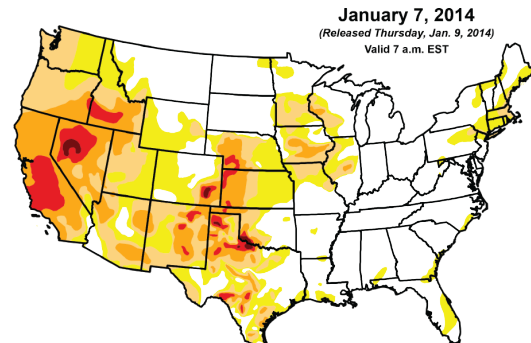 January 7, 2014
(Released Thursday, Jan. 9, 2014)
Valid 7 a.m. EST